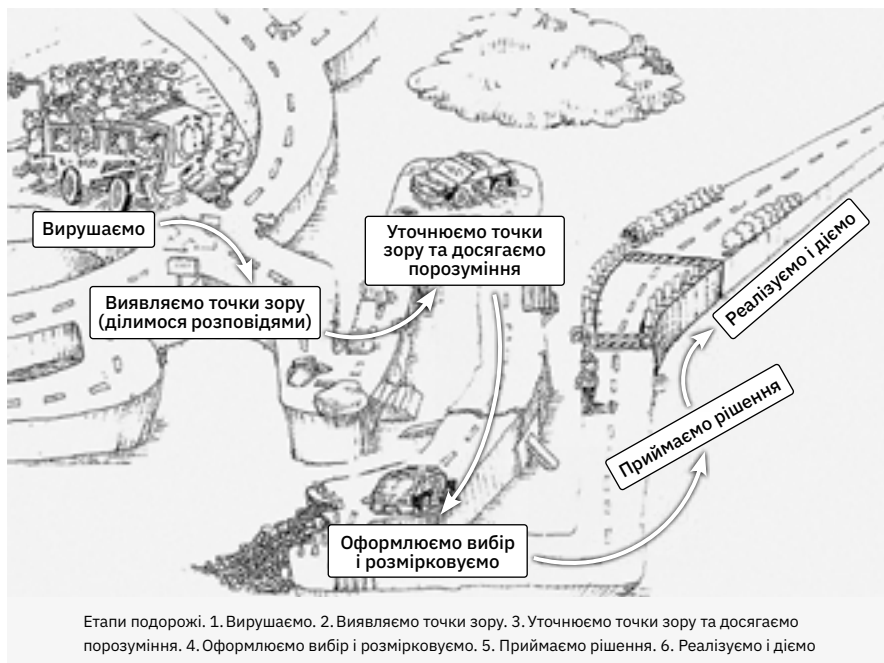 Вирушаємо
Виявляємо точки зору
(ділимося розповідями)
Уточнюємо точки
зору та досягаємо
порозуміння
Оформлюємо вибір
і розмірковуємо
Приймаємо рішення
Реалізуємо і діємо
Етапи подорожі. 1. Вирушаємо. 2. Виявляємо точки зору. 3. Уточнюємо точки зору та досягаємо
порозуміння. 4. Оформлюємо вибір і розмірковуємо. 5. Приймаємо рішення. 6. Реалізуємо і діємо